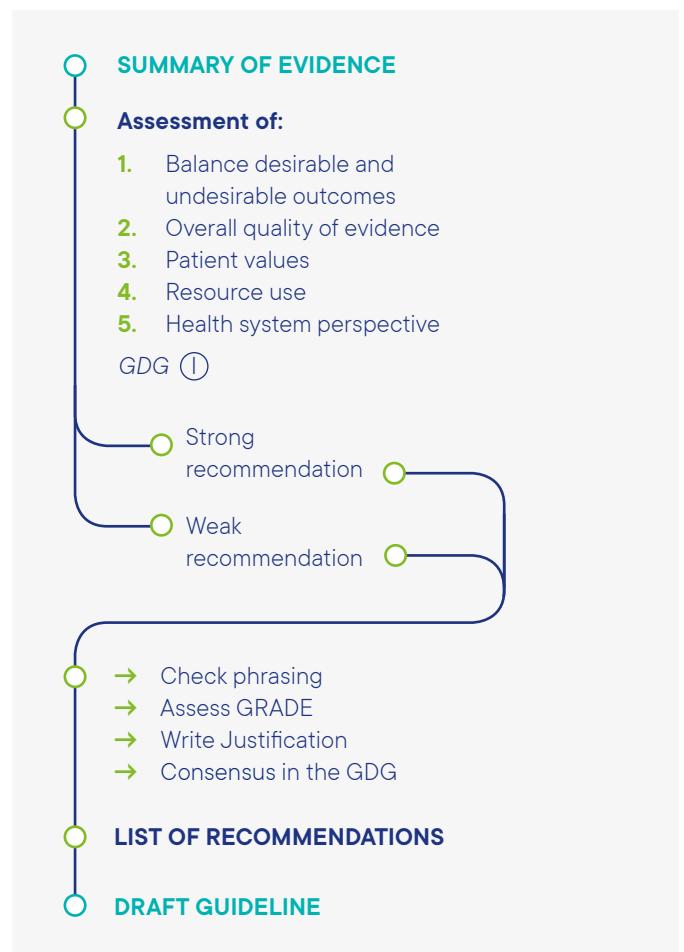 SUMMARY OF EVIDENCE
Assessment of:
1. Balance desirable and
undesirable outcomes
2. Overall quality of evidence
3. Patient values
4. Resource use
5. Health system perspective
GDG Ⓘ
Strong
recommendation
Weak
recommendation
→ Check phrasing
→ Assess GRADE
→ Write Justification
→ Consensus in the GDG
LIST OF RECOMMENDATIONS
DRAFT GUIDELINE